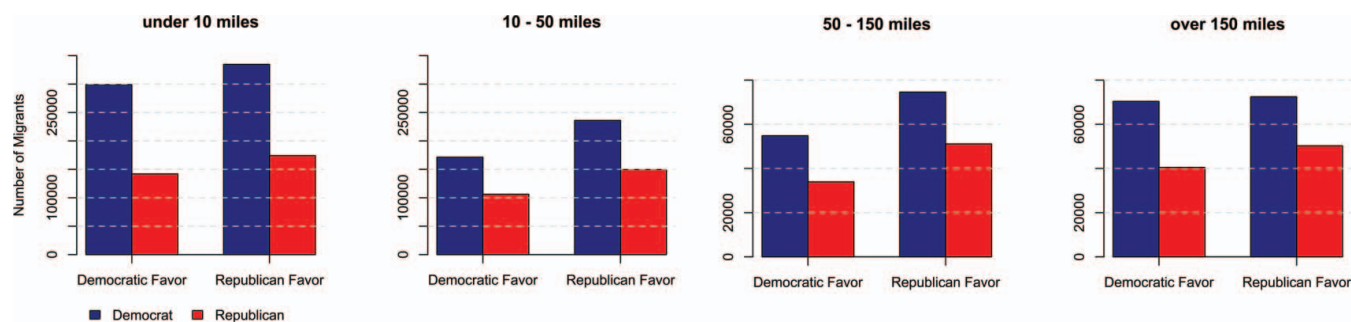 under 10 miles
10 - 50 miles
50 - 150 miles
over 150 miles
Number of Migrants
0
100000
250000
0
100000
250000
0
20000
60000
0
20000
60000
Democratic Favor
Republican Favor
Democratic Favor
Republican Favor
Democratic Favor
Republican Favor
Democratic Favor
Republican Favor
Democrat
Republican